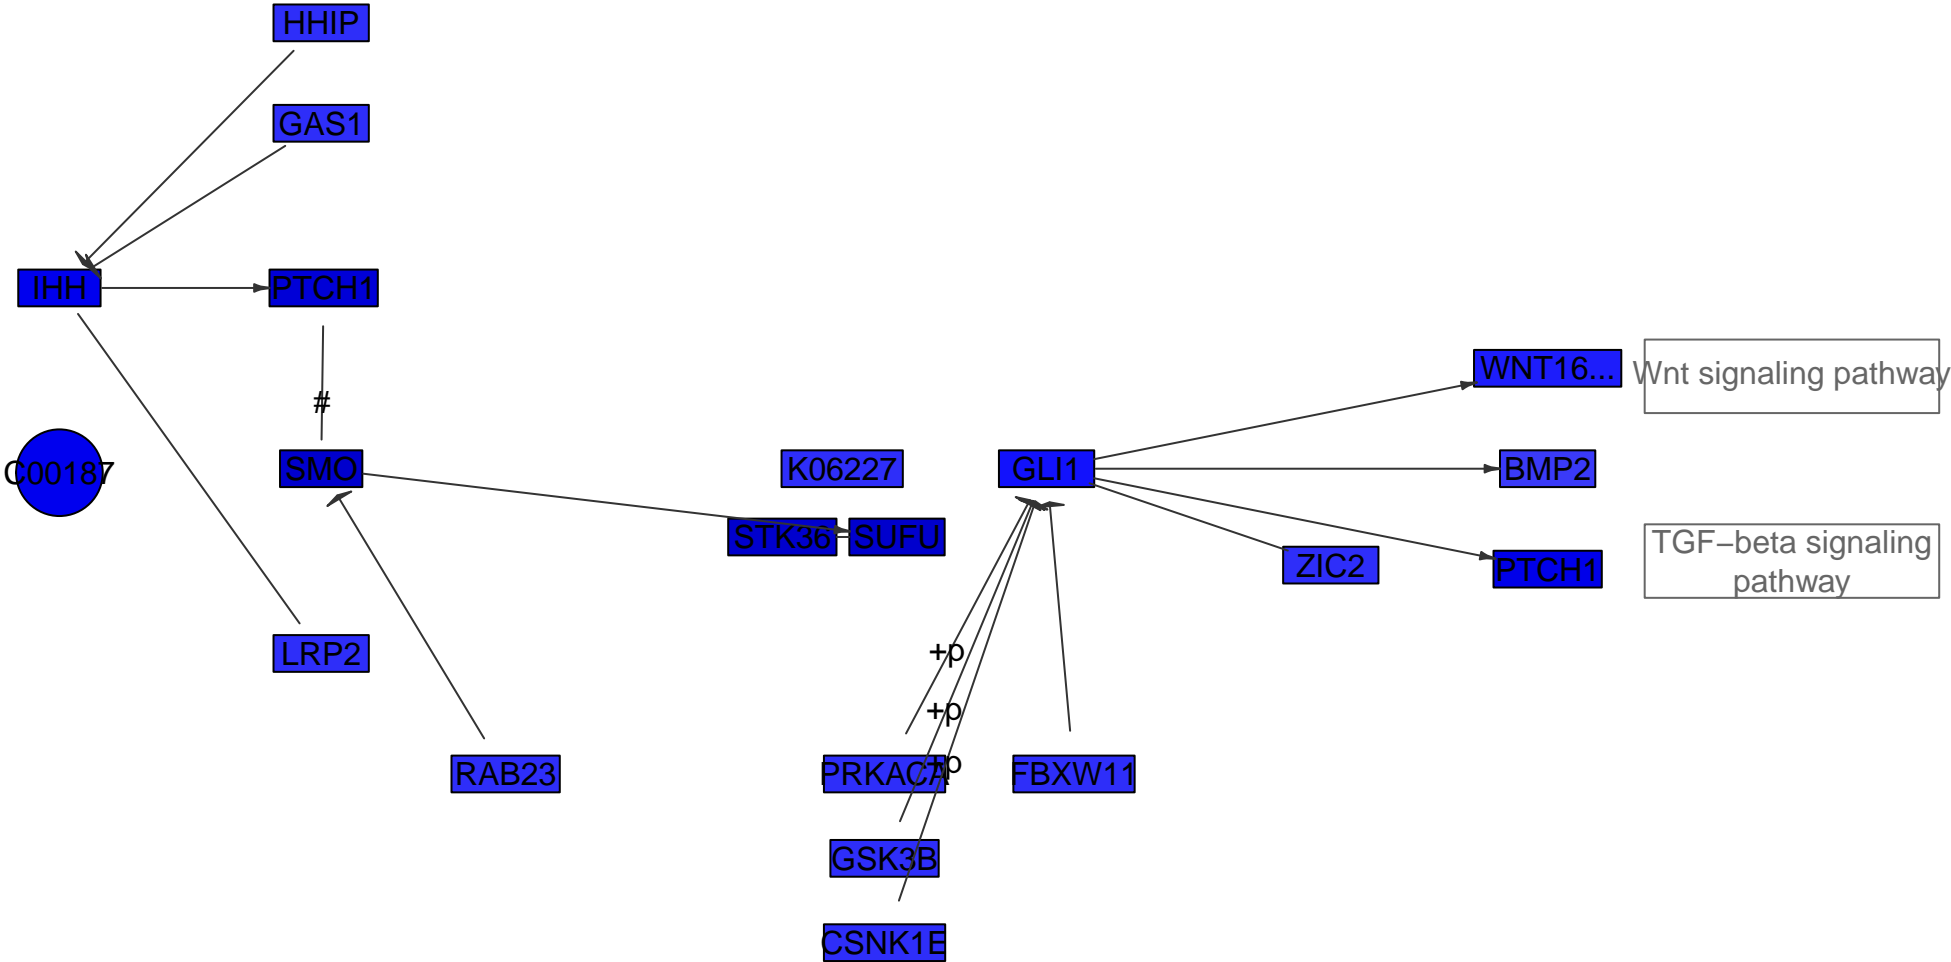 HHIP
GAS1
IHH
PTCH1
WNT16...
Wnt signaling pathway
#
C00187
SMO
K06227
GLI1
BMP2
STK36
SUFU
ZIC2
PTCH1
TGF−beta signaling
pathway
LRP2
+p
+p
+p
RAB23
PRKACA
FBXW11
GSK3B
CSNK1E